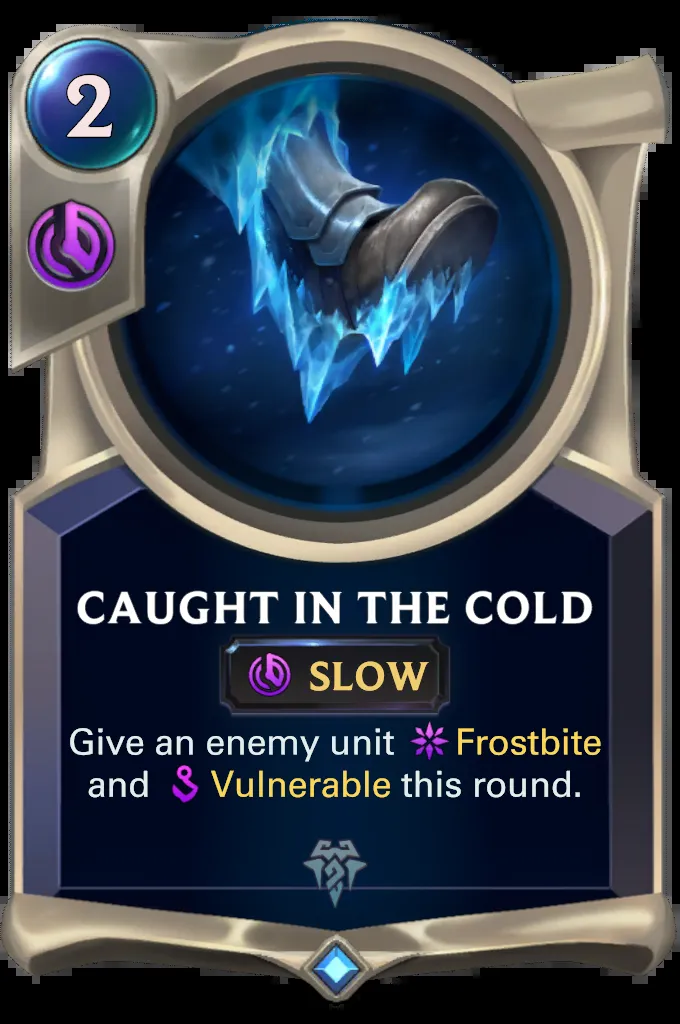 2
CAUGHT IN THE COLD
SLOW
Give an enemy unit Frostbite
and Vulnerable this round.